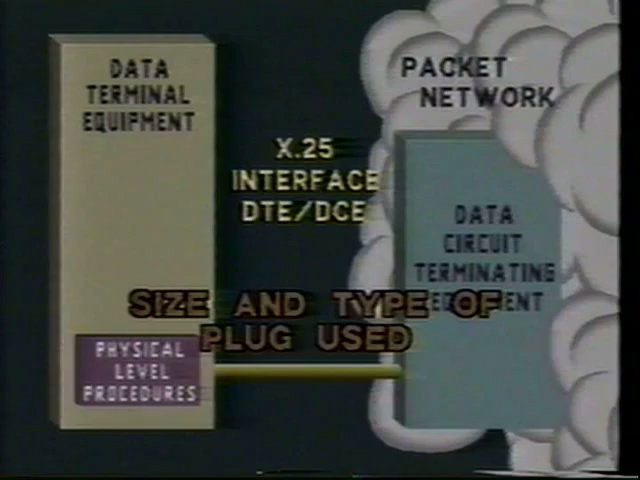 DATA
TERMINAL
EQUIPMENT
PACKET
NETWORK
X.25
INTERFACE
DTE/DCE
DATA
CIRCUIT
TERMINATING
SIZE AND TYPE OF
PLUG USED
PHYSICAL
LEVEL
PROCEDURES